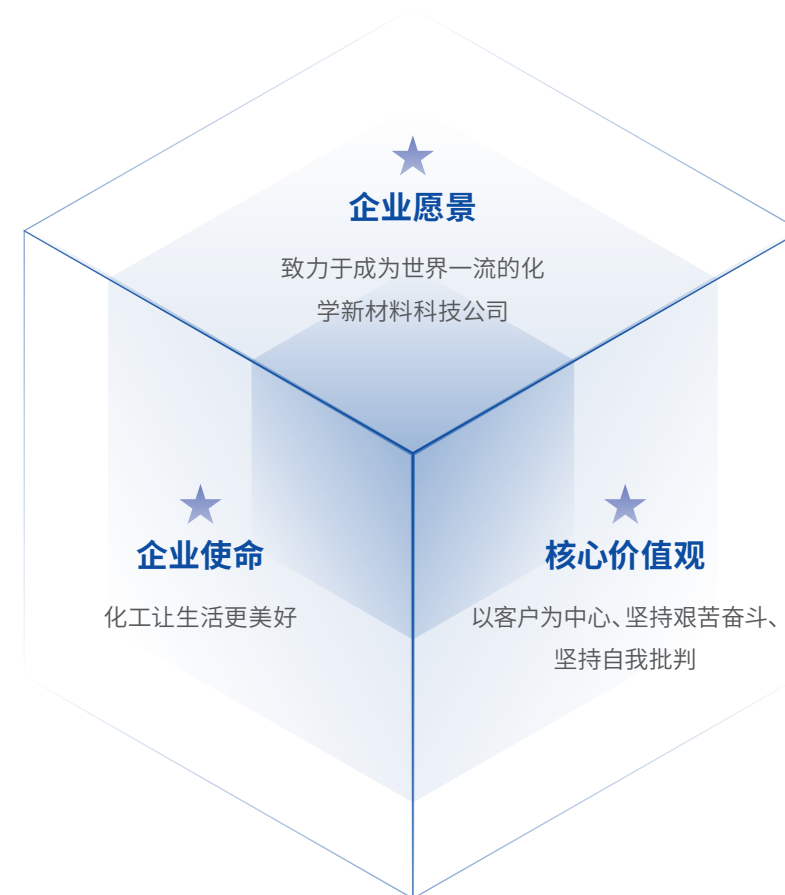 企业愿景
致力于成为世界一流的化
学新材料科技公司
企业使命
化工让生活更美好
核心价值观
以客户为中心、坚持艰苦奋斗、
坚持自我批判